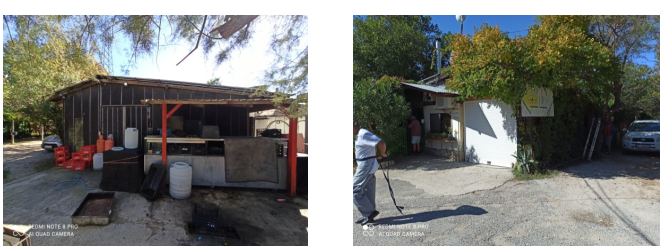 REDMI NOTE 8 PRO
AI QUAD CAMERA
REDMI NOTE 8 PRO
AI QUAD CAMERA